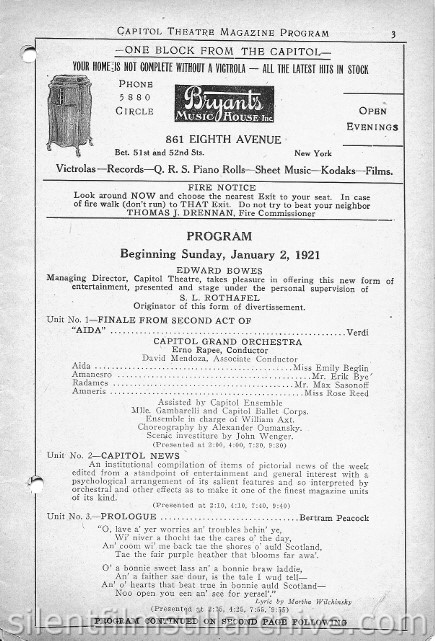 CAPITOL THEATRE MAGAZINE PROGRAM 3
—ONE BLOCK FROM THE CAPITOL—
YOUR HOME IS NOT COMPLETE WITHOUT A VICTROLA — ALL THE LATEST HITS IN STOCK
PHONE
5880
CIRCLE
Bryant's
MUSIC HOUSE Inc.
OPEN
EVENINGS
861 EIGHTH AVENUE
Bet. 51st and 52nd Sts. New York
Victrolas—Records—Q. R. S. Piano Rolls—Sheet Music—Kodaks—Films.
FIRE NOTICE
Look around NOW and choose the nearest Exit to your seat. In case
of fire walk (don't run) to THAT Exit. Do not try to beat your neighbor
THOMAS J. DRENNAN, Fire Commissioner
PROGRAM
Beginning Sunday, January 2, 1921
EDWARD BOWES
Managing Director, Capitol Theatre, takes pleasure in offering this new form of
entertainment, presented and stage under the personal supervision of
S. L. ROTHAFEL
Originator of this form of divertissement.
Unit No. 1—FINALE FROM SECOND ACT OF
"AIDA" ........ Verdi
CAPITOL GRAND ORCHESTRA
Erno Rapee, Conductor
David Mendoza, Associate Conductor
Aida ........ Miss Emily Beglin
Amanesro ........ Mr. Erik Bye
Radames ........ Mr. Max Sasonoff
Amneris ........ Miss Rose Reed
Assisted by Capitol Ensemble
Mlle. Gambarelli and Capitol Ballet Corps.
Ensemble in charge of William Axt.
Choreography by Alexander Oumansky.
Scenic investiture by John Wenger.
(Presented at 2:00, 4:00, 7:30, 9:30)
Unit No. 2—CAPITOL NEWS
An institutional compilation of items of pictorial news of the week
edited from a standpoint of entertainment and general interest with a
psychological arrangement of its salient features and so interpreted by
orchestral and other effects as to make it one of the finest magazine units
of its kind.
(Presented at 2:10, 4:10, 7:40, 9:40)
Unit No. 3.—PROLOGUE ........ Bertram Peacock
"O, lave a' yer worries an' troubles behin' ye,
Wi' niver a thocht tae the cares o' the day,
An' coom wi' me back tae the shores o' auld Scotland,
Tae the fair purple heather that blooms far awa'.
O' a bonnie sweet lass an' a bonnie braw laddie,
An' a faither sae dour, is the tale I wud tell—
An' o' hearts that beat true in bonnie auld Scotland—
Noo open you een an' see for yersel'."
Lyric by Martha Wilchinsky
(Presented at 2:25, 4:25, 7:55, 9:55)
PROGRAM CONTINUED ON SECOND PAGE FOLLOWING
silentfilmstillarchive.com